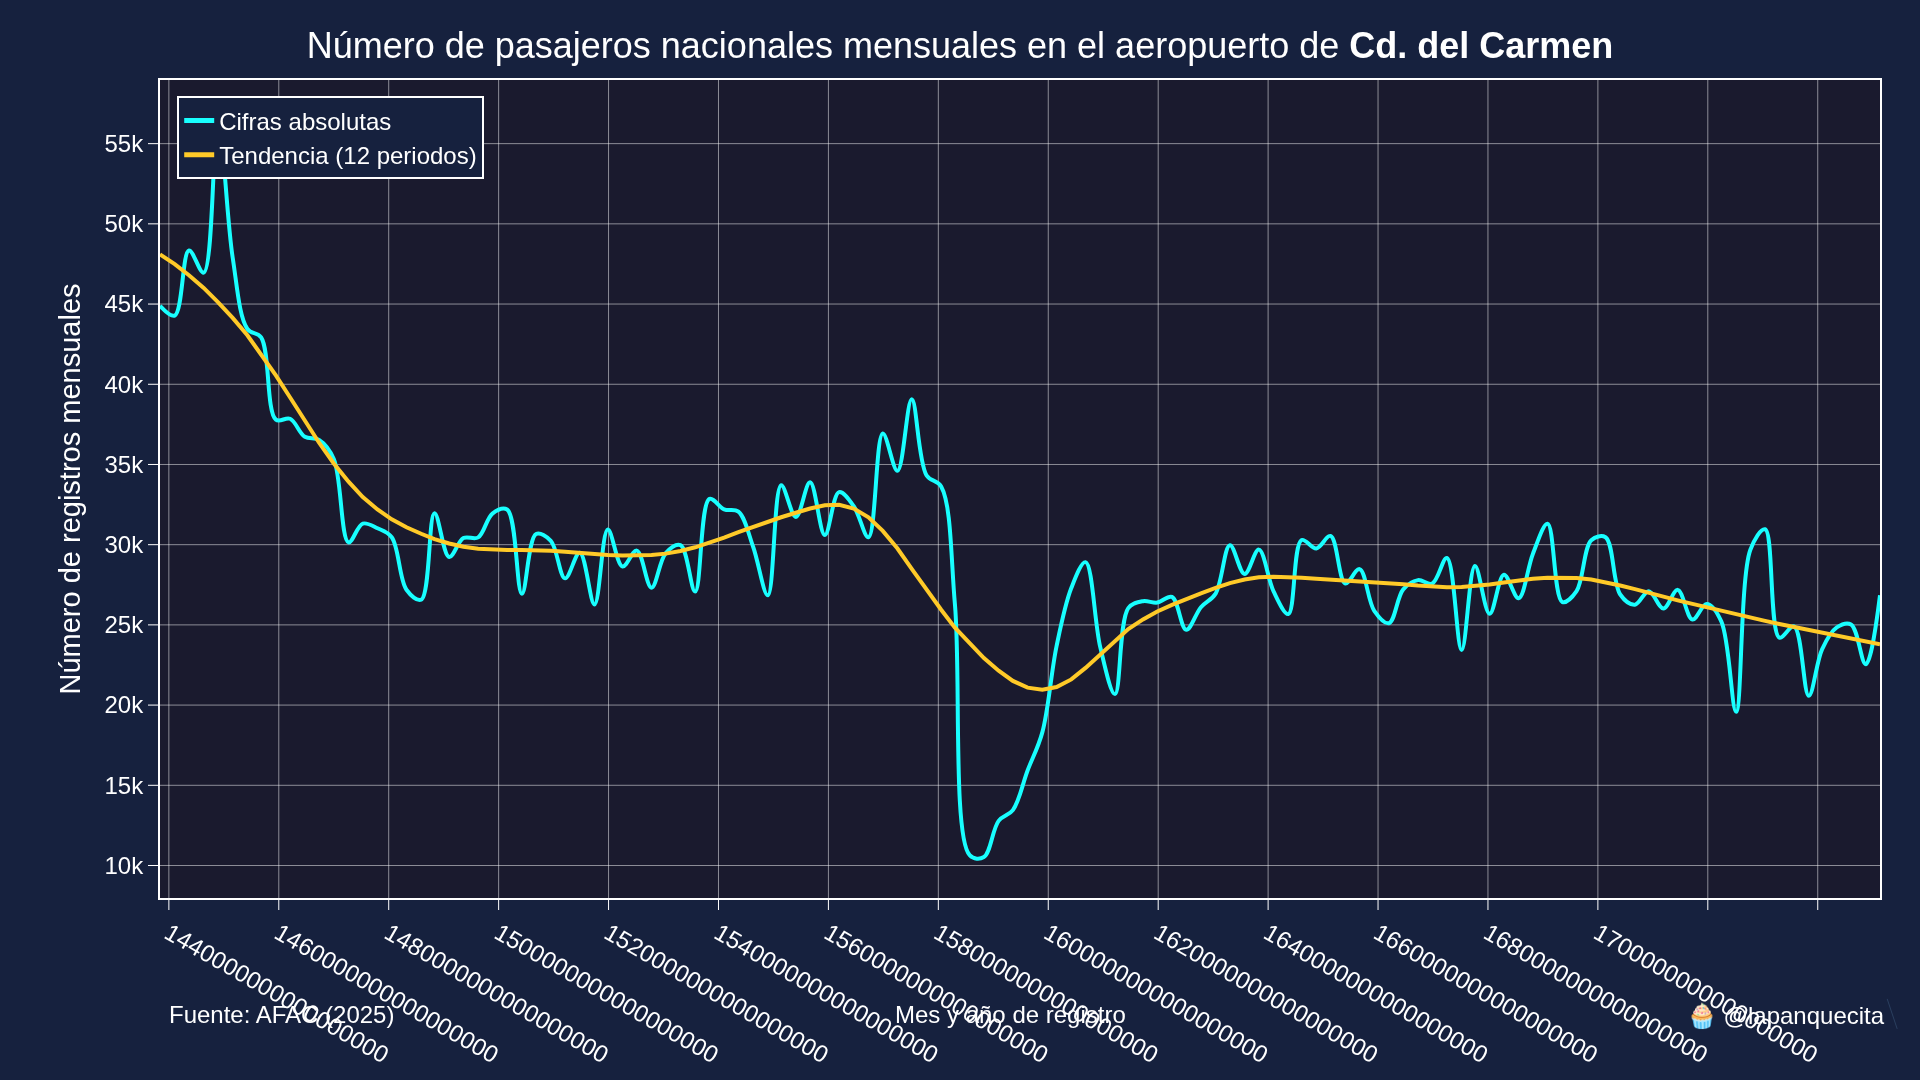 Número de pasajeros nacionales mensuales en el aeropuerto de Cd. del Carmen
Cifras absolutas
Tendencia (12 periodos)
Número de registros mensuales
55k
50k
45k
40k
35k
30k
25k
20k
15k
10k
1440000000000000000
1460000000000000000
1480000000000000000
1500000000000000000
1520000000000000000
1540000000000000000
1560000000000000000
1580000000000000000
1600000000000000000
1620000000000000000
1640000000000000000
1660000000000000000
1680000000000000000
1700000000000000000
Fuente: AFAC (2025)
Mes y año de registro
🧁 @lapanquecita